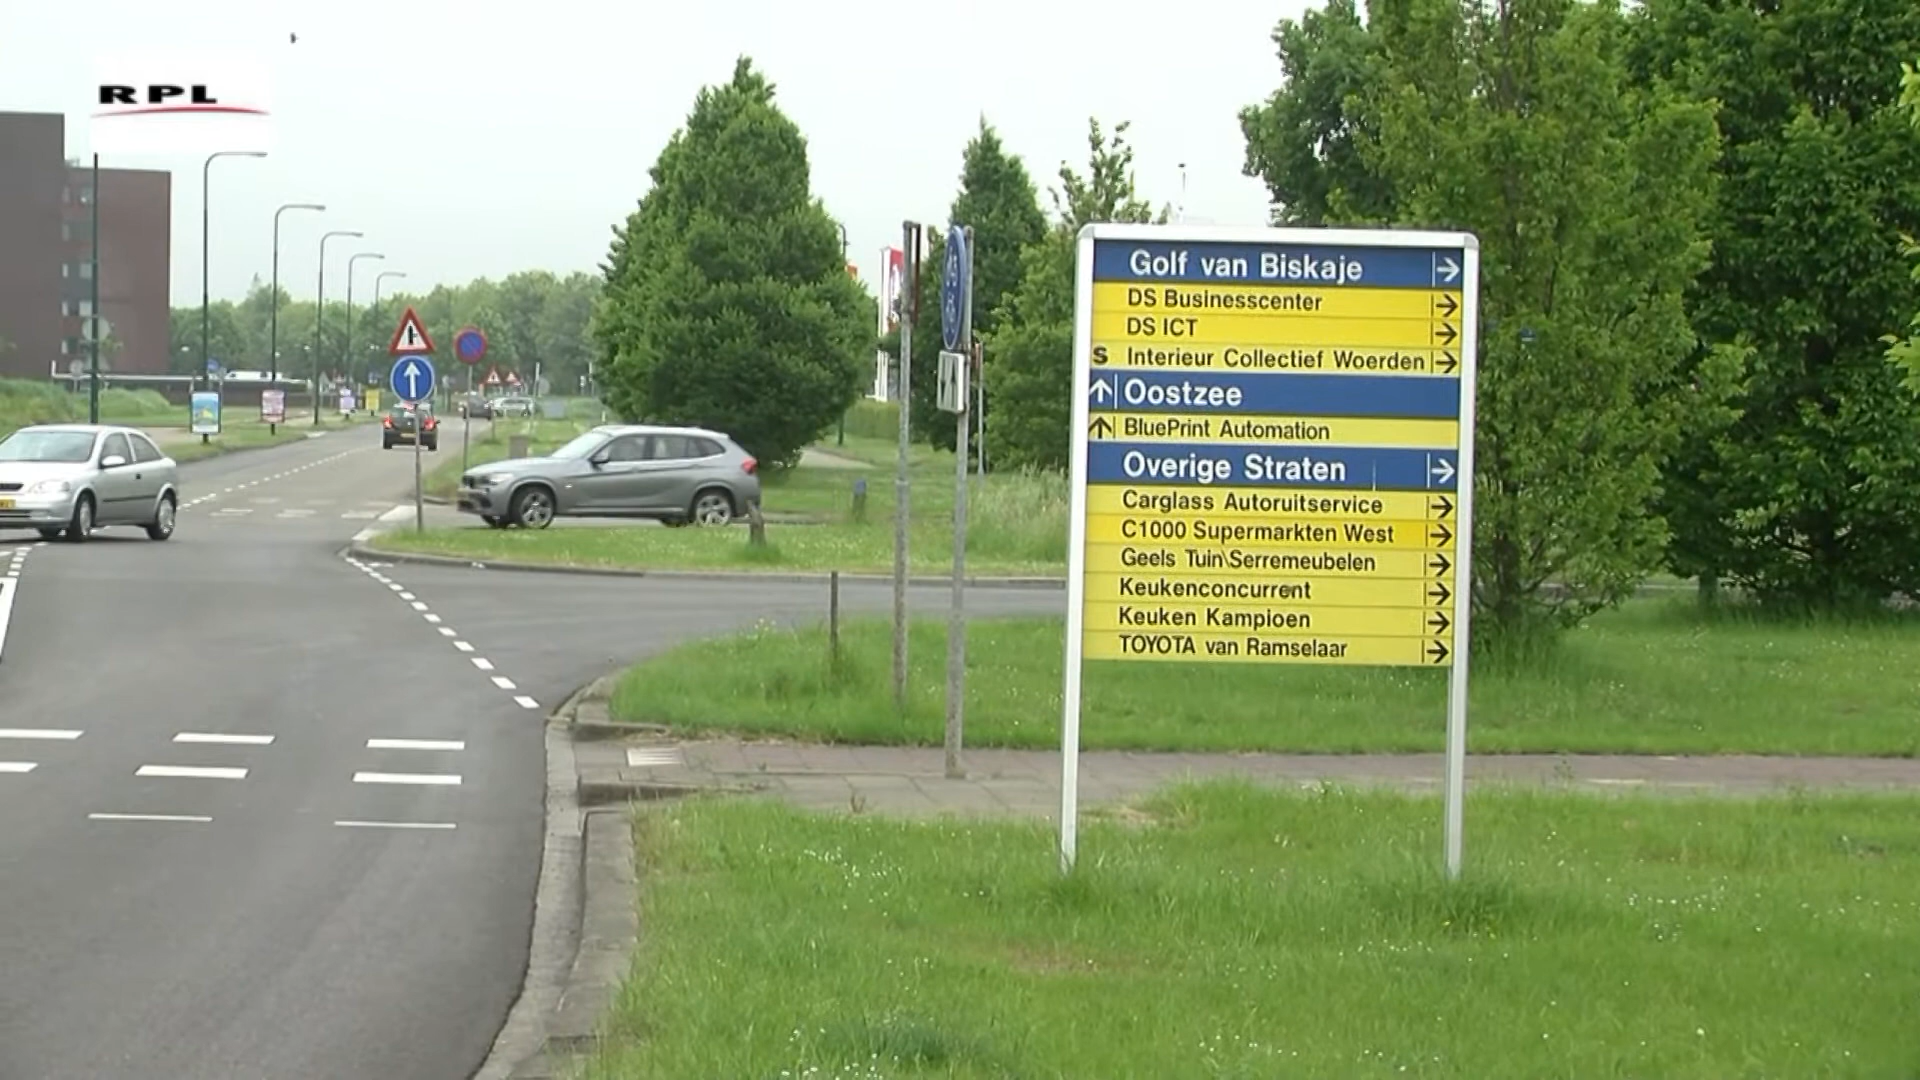 RPL
Golf van Biskaje
DS Businesscenter
DS ICT
S Interieur Collectief Woerden
Oostzee
BluePrint Automation
Overige Straten
Carglass Autoruitservice
C1000 Supermarkten West
Geels Tuin\Serremeubelen
Keukenconcurrent
Keuken Kampioen
TOYOTA van Ramselaar